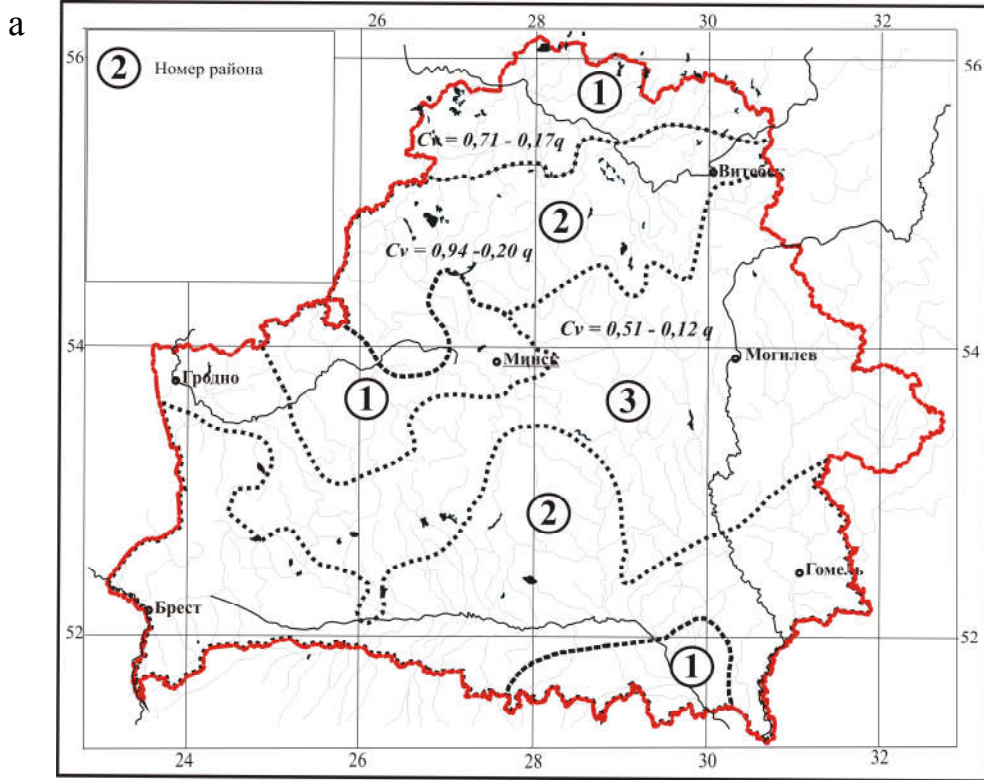 а
26
28
30
32
56
56
2
Номер района
1
Cv = 0,71 - 0,17q
Витебск
2
Cv = 0,94 -0,20 q
Cv = 0,51 - 0,12 q
54
54
Минск
Могилев
Гродно
1
3
2
Гомель
Брест
52
52
1
24
26
28
30
32